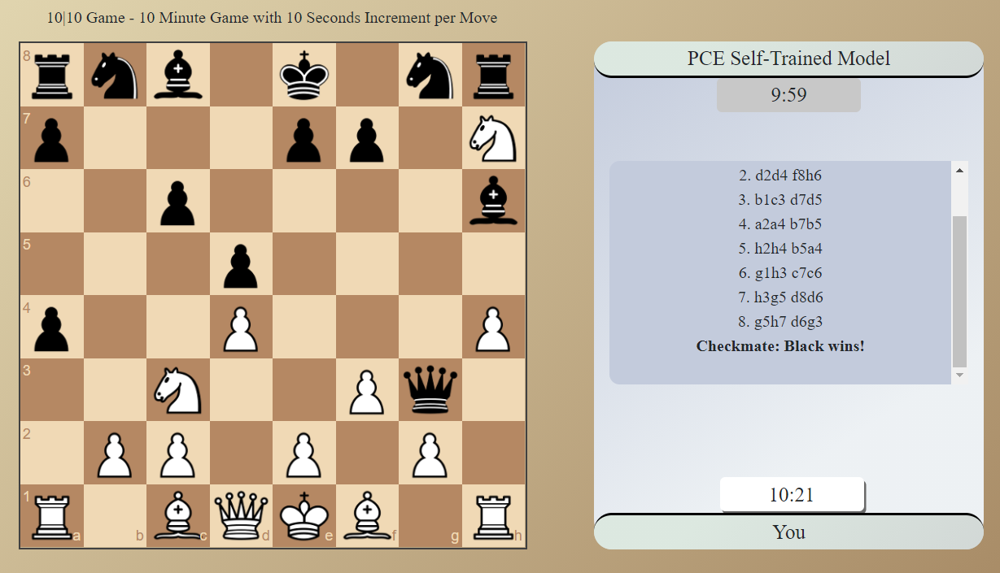 10|10 Game - 10 Minute Game with 10 Seconds Increment per Move
8
7
6
5
4
3
2
1
a b c d e f g h
PCE Self-Trained Model
9:59
2. d2d4 f8h6
3. b1c3 d7d5
4. a2a4 b7b5
5. h2h4 b5a4
6. g1h3 c7c6
7. h3g5 d8d6
8. g5h7 d6g3
Checkmate: Black wins!
10:21
You